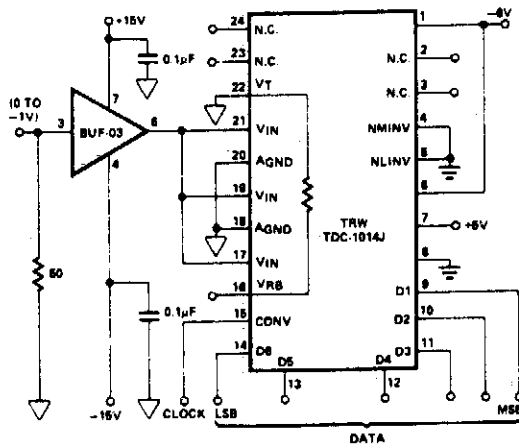 +15V
0.1µF
(0 TO
-1V)
3
BUF-03
7
6
4
50
0.1µF
-15V
24
N.C.
23
N.C.
22
VT
21
VIN
20
AGND
19
VIN
18
AGND
17
VIN
16
VRB
15
CONV
14
D6
D5
13
D4
12
TRW
TDC-1014J
1
-6V
2
N.C.
3
N.C.
4
NMINV
5
NLINV
6
7
+5V
8
9
D1
10
D2
11
D3
CLOCK
LSB
MSB
DATA